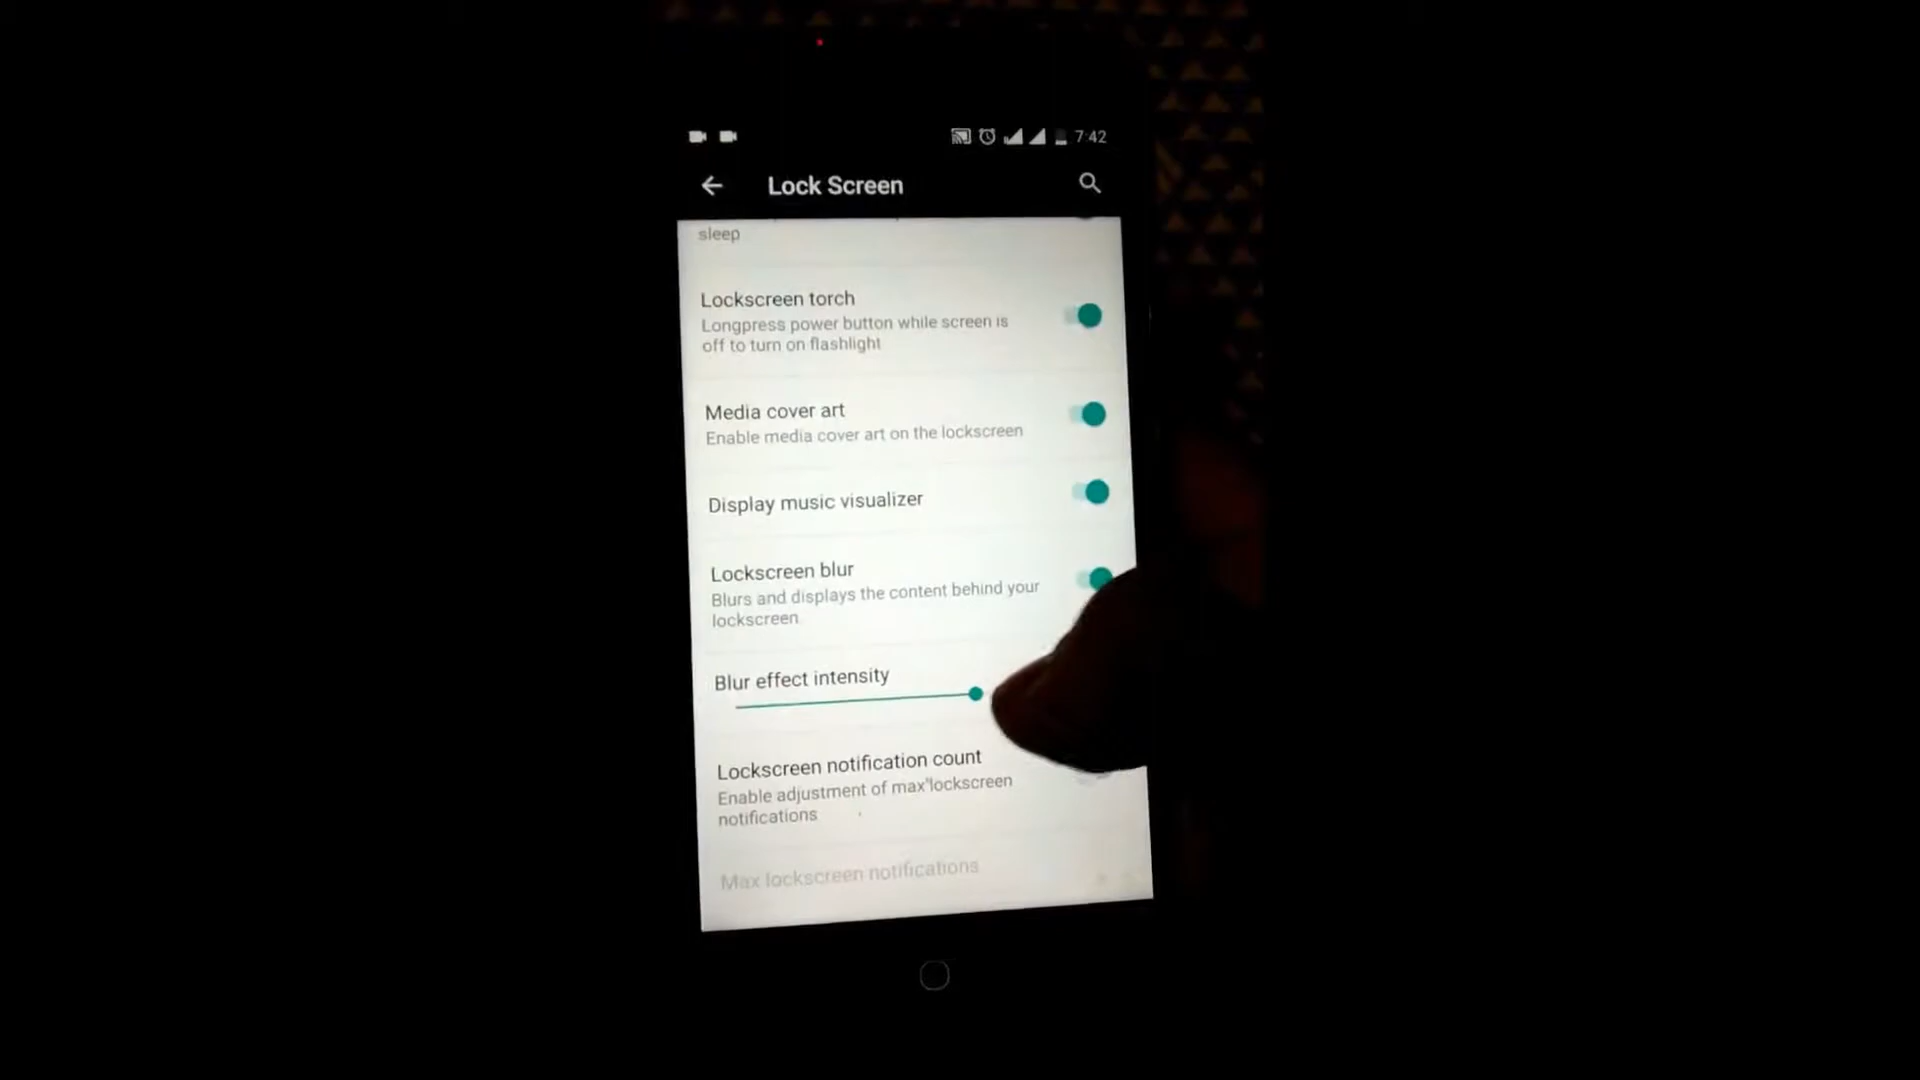 7:42
Lock Screen
sleep
Lockscreen torch
Longpress power button while screen is
off to turn on flashlight
Media cover art
Enable media cover art on the lockscreen
Display music visualizer
Lockscreen blur
Blurs and displays the content behind your
lockscreen
Blur effect intensity
Lockscreen notification count
Enable adjustment of max lockscreen
notifications
Max lockscreen notifications